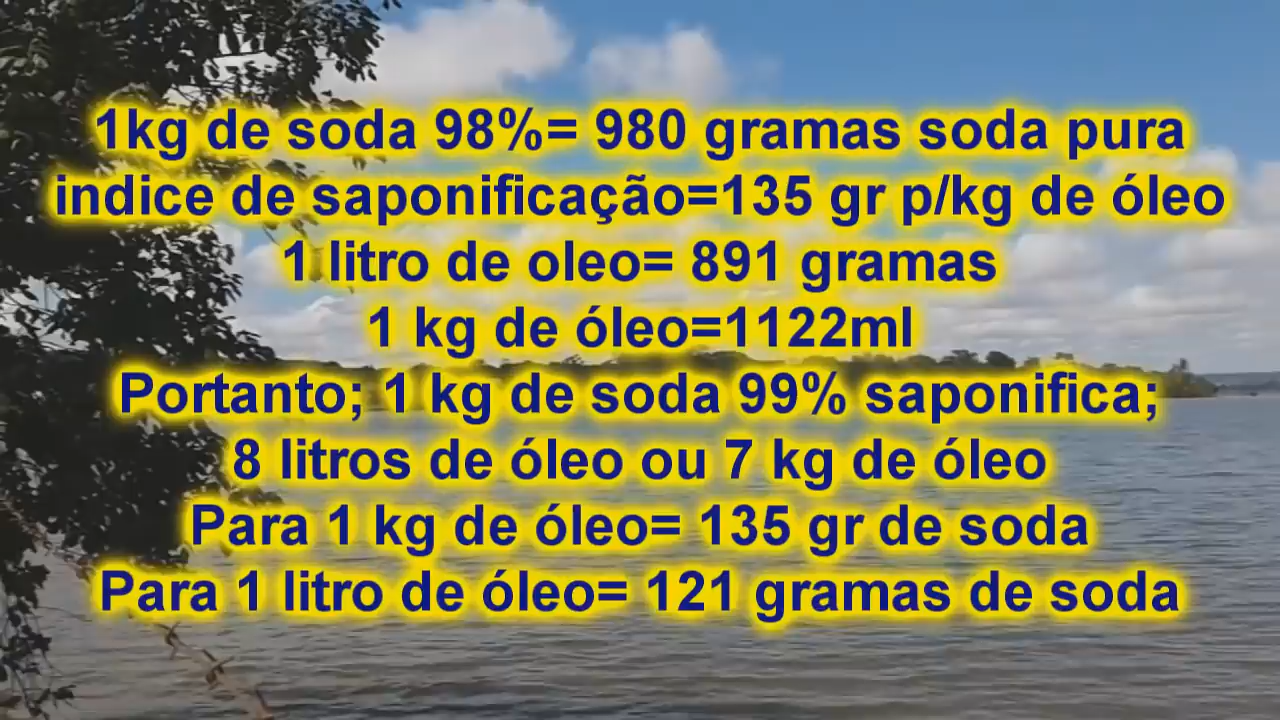 1kg de soda 98%= 980 gramas soda pura
indice de saponificação=135 gr p/kg de óleo
1 litro de oleo= 891 gramas
1 kg de óleo=1122ml
Portanto; 1 kg de soda 99% saponifica;
8 litros de óleo ou 7 kg de óleo
Para 1 kg de óleo= 135 gr de soda
Para 1 litro de óleo= 121 gramas de soda